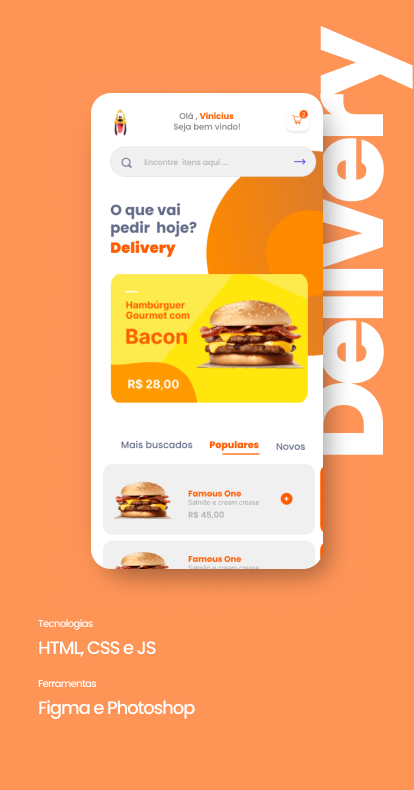 Delivery
Olá , Vinicius
Seja bem vindo!
2
Encontre itens aqui ...
O que vai
pedir hoje?
Delivery
Hambúrguer
Gourmet com
Bacon
R$ 28,00
Mais buscados Populares Novos
Famous One
Salmão e cream crease
R$ 45,00
Famous One
Salmão e cream crease
Tecnologias
HTML, CSS e JS
Ferramentas
Figma e Photoshop